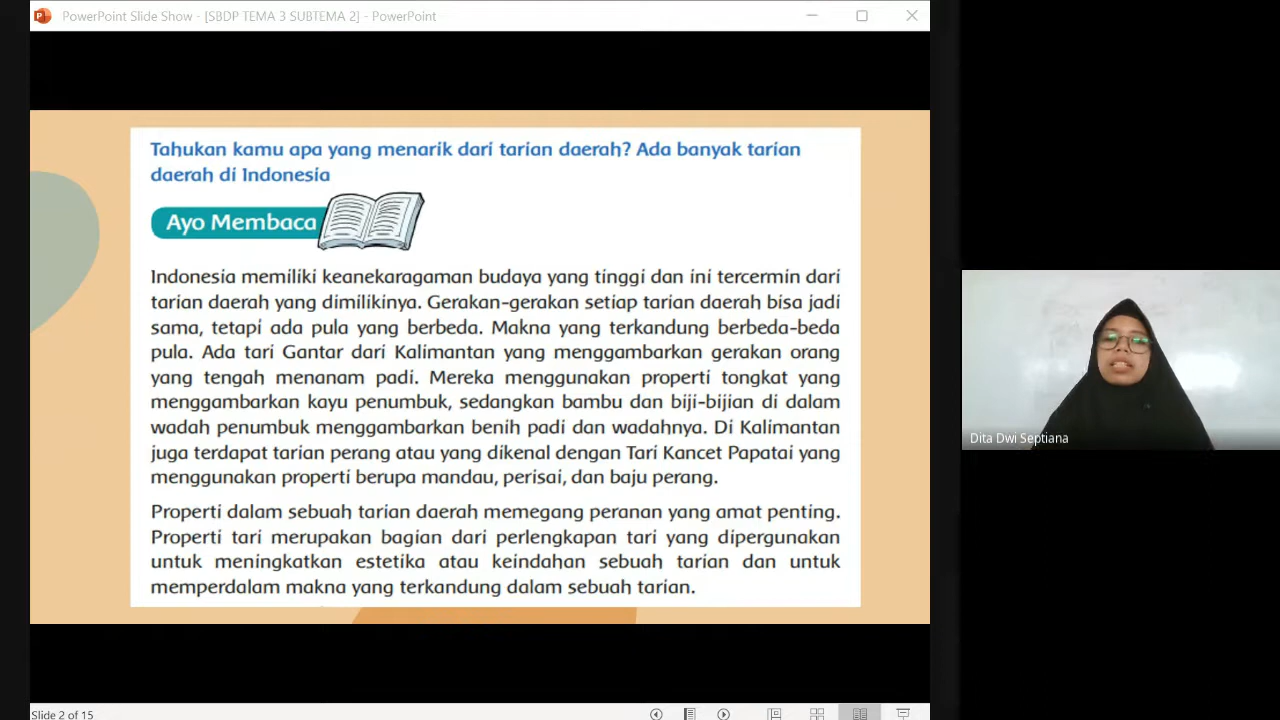 PowerPoint Slide Show - [SBDP TEMA 3 SUBTEMA 2] - PowerPoint
Tahukan kamu apa yang menarik dari tarian daerah? Ada banyak tarian
daerah di Indonesia
Ayo Membaca
Indonesia memiliki keanekaragaman budaya yang tinggi dan ini tercermin dari
tarian daerah yang dimilikinya. Gerakan-gerakan setiap tarian daerah bisa jadi
sama, tetapi ada pula yang berbeda. Makna yang terkandung berbeda-beda
pula. Ada tari Gantar dari Kalimantan yang menggambarkan gerakan orang
yang tengah menanam padi. Mereka menggunakan properti tongkat yang
menggambarkan kayu penumbuk, sedangkan bambu dan biji-bijian di dalam
wadah penumbuk menggambarkan benih padi dan wadahnya. Di Kalimantan
juga terdapat tarian perang atau yang dikenal dengan Tari Kancet Papatai yang
menggunakan properti berupa mandau, perisai, dan baju perang.
Properti dalam sebuah tarian daerah memegang peranan yang amat penting.
Properti tari merupakan bagian dari perlengkapan tari yang dipergunakan
untuk meningkatkan estetika atau keindahan sebuah tarian dan untuk
memperdalam makna yang terkandung dalam sebuah tarian.
Dita Dwi Septiana
Slide 2 of 15